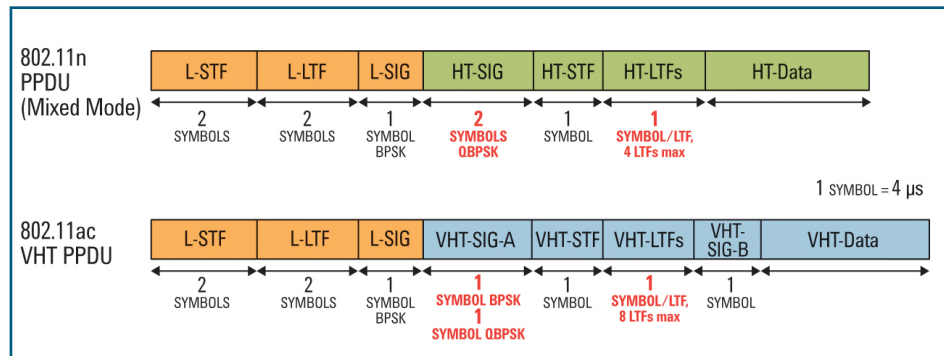 802.11n
PPDU
(Mixed Mode)
L-STF L-LTF L-SIG HT-SIG HT-STF HT-LTFs HT-Data
2 2 1 2 1 1
SYMBOLS SYMBOLS SYMBOL SYMBOLS SYMBOL SYMBOL/LTF,
BPSK QBPSK 4 LTFs max
1 SYMBOL = 4 µs
802.11ac
VHT PPDU
L-STF L-LTF L-SIG VHT-SIG-A VHT-STF VHT-LTFs VHT-SIG-B VHT-Data
2 2 1 1 1 1 1
SYMBOLS SYMBOLS SYMBOL SYMBOL BPSK SYMBOL SYMBOL/LTF, SYMBOL
BPSK 1 8 LTFs max
SYMBOL QBPSK